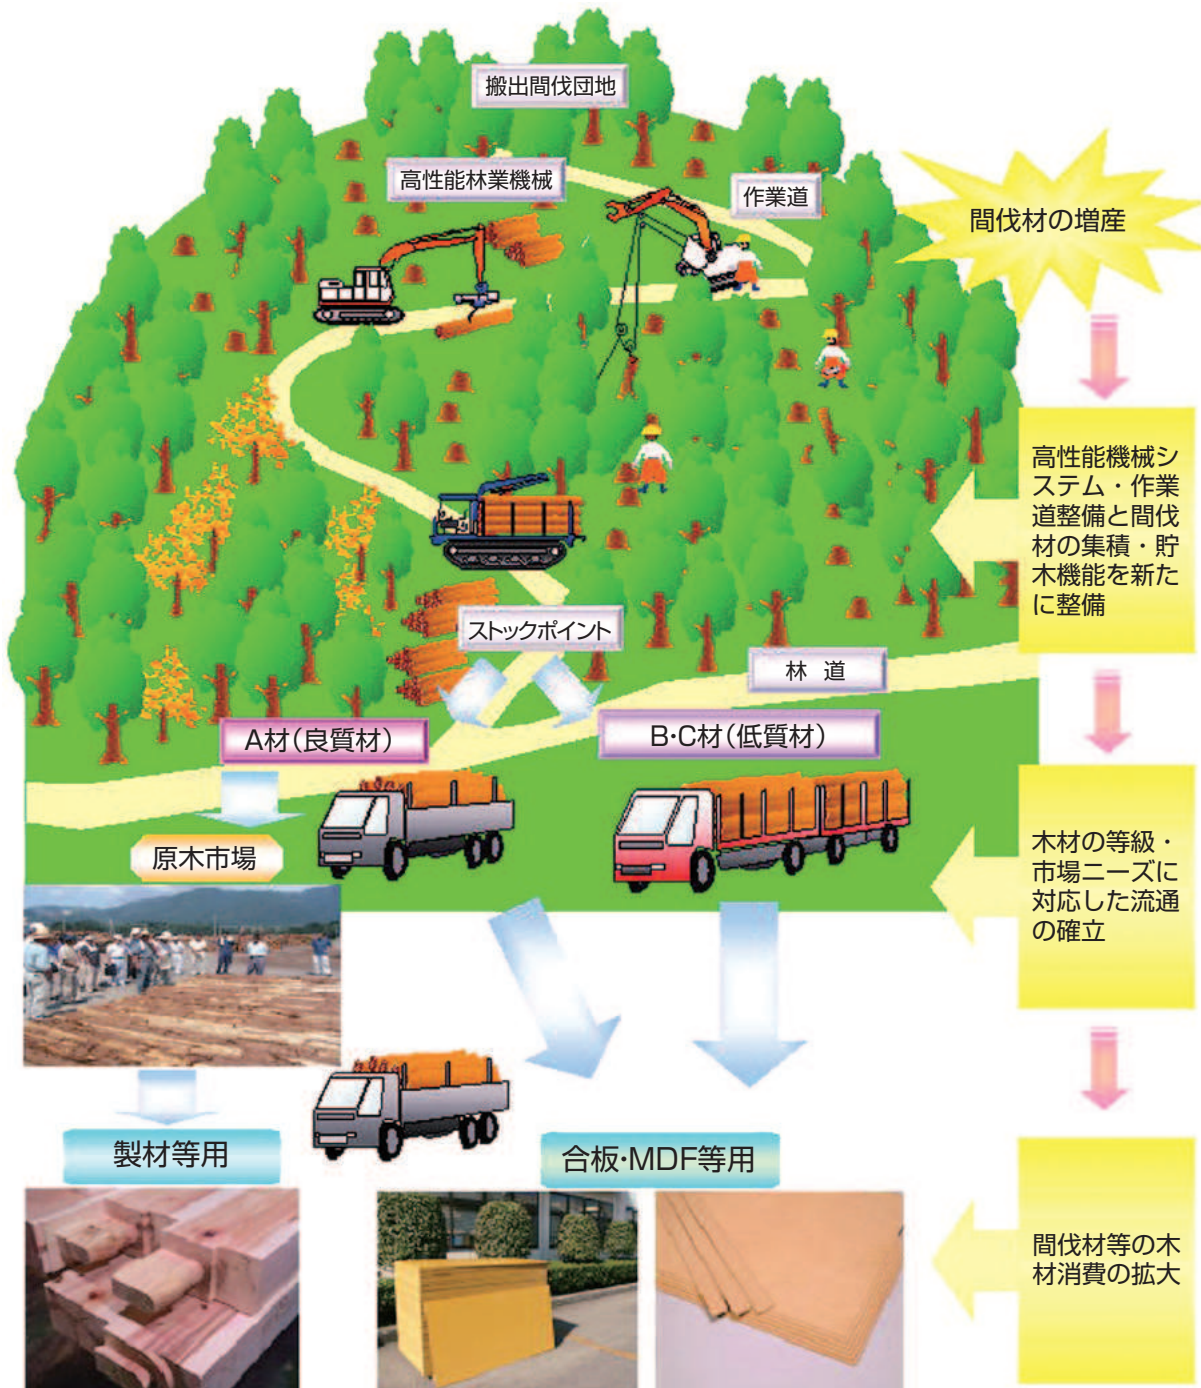 搬出間伐団地
高性能林業機械
作業道
間伐材の増産
高性能機械シ
ステム・作業
道整備と間伐
材の集積・貯
木機能を新た
に整備
ストックポイント
林 道
A材(良質材)
B・C材(低質材)
原木市場
木材の等級・
市場ニーズに
対応した流通
の確立
製材等用
合板・MDF等用
間伐材等の木
材消費の拡大